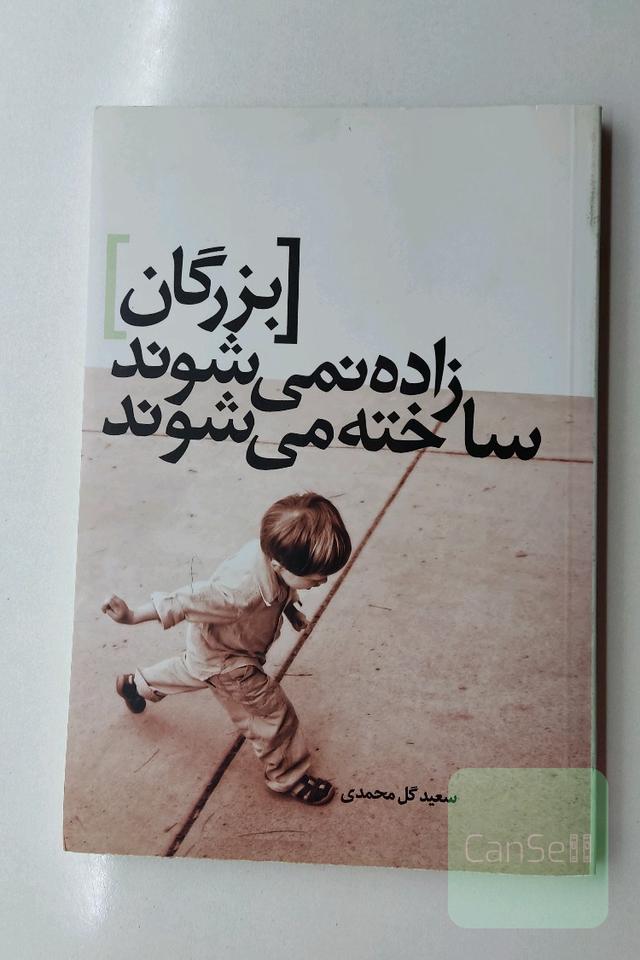 [بزرگان]
زاده نمی‌شوند
ساخته می‌شوند
سعید گل محمدی
CanSell